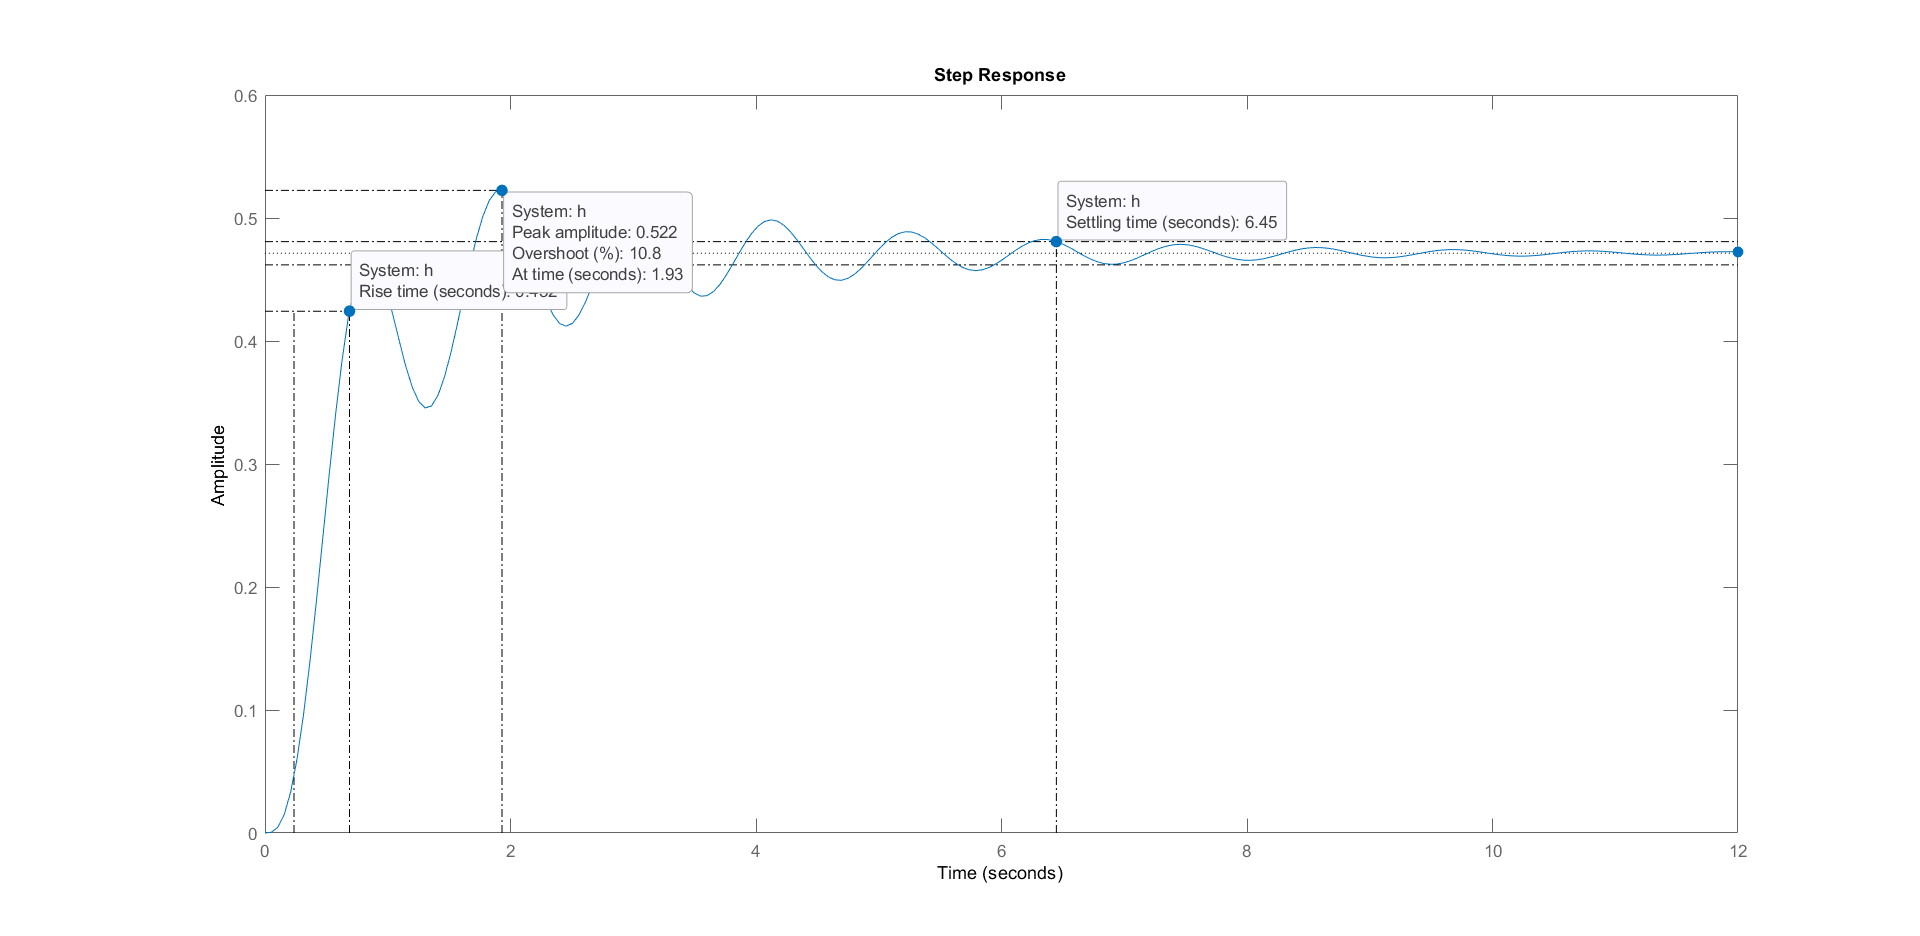 Step Response
System: h
Peak amplitude: 0.522
Overshoot (%): 10.8
At time (seconds): 1.93
System: h
Rise time (seconds):
System: h
Settling time (seconds): 6.45
0.6
0.5
0.4
0.3
0.2
0.1
0
Amplitude
0
2
4
6
8
10
12
Time (seconds)